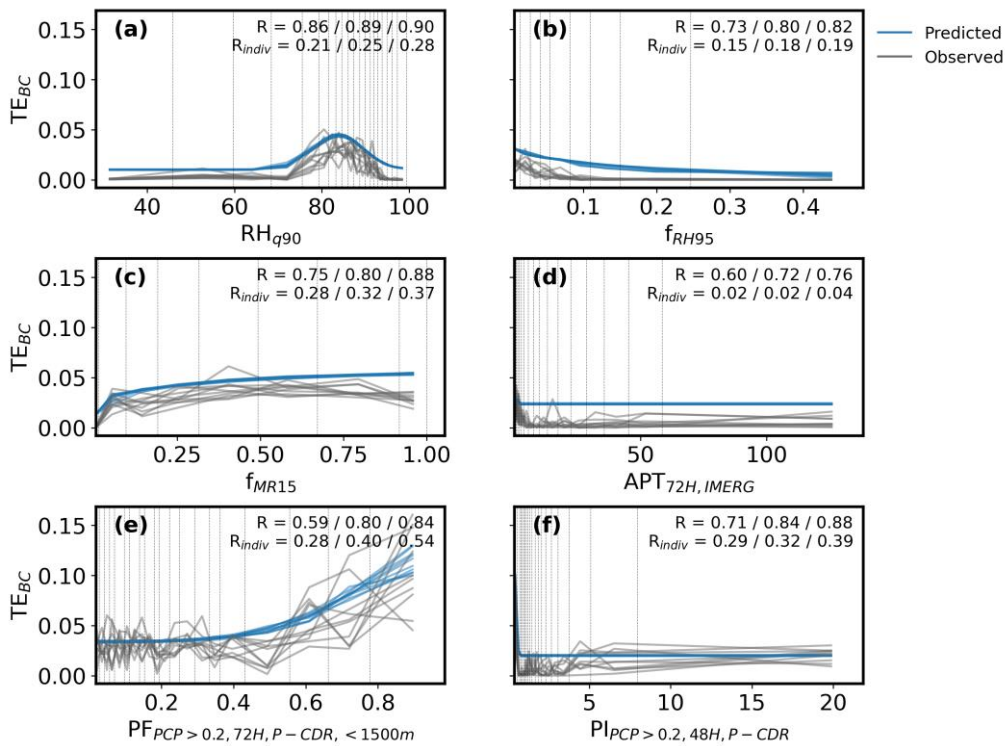 (a)
R = 0.86 / 0.89 / 0.90
R_indiv = 0.21 / 0.25 / 0.28
TE_BC
0.15
0.10
0.05
0.00
40 60 80 100
RH_q90
(b)
R = 0.73 / 0.80 / 0.82
R_indiv = 0.15 / 0.18 / 0.19
0.1 0.2 0.3 0.4
f_RH95
Predicted
Observed
(c)
R = 0.75 / 0.80 / 0.88
R_indiv = 0.28 / 0.32 / 0.37
TE_BC
0.15
0.10
0.05
0.00
0.25 0.50 0.75 1.00
f_MR15
(d)
R = 0.60 / 0.72 / 0.76
R_indiv = 0.02 / 0.02 / 0.04
50 100
APT_72H, IMERG
(e)
R = 0.59 / 0.80 / 0.84
R_indiv = 0.28 / 0.40 / 0.54
TE_BC
0.15
0.10
0.05
0.00
0.2 0.4 0.6 0.8
PF_PCP > 0.2, 72H, P − CDR, < 1500m
(f)
R = 0.71 / 0.84 / 0.88
R_indiv = 0.29 / 0.32 / 0.39
5 10 15 20
PI_PCP > 0.2, 48H, P − CDR